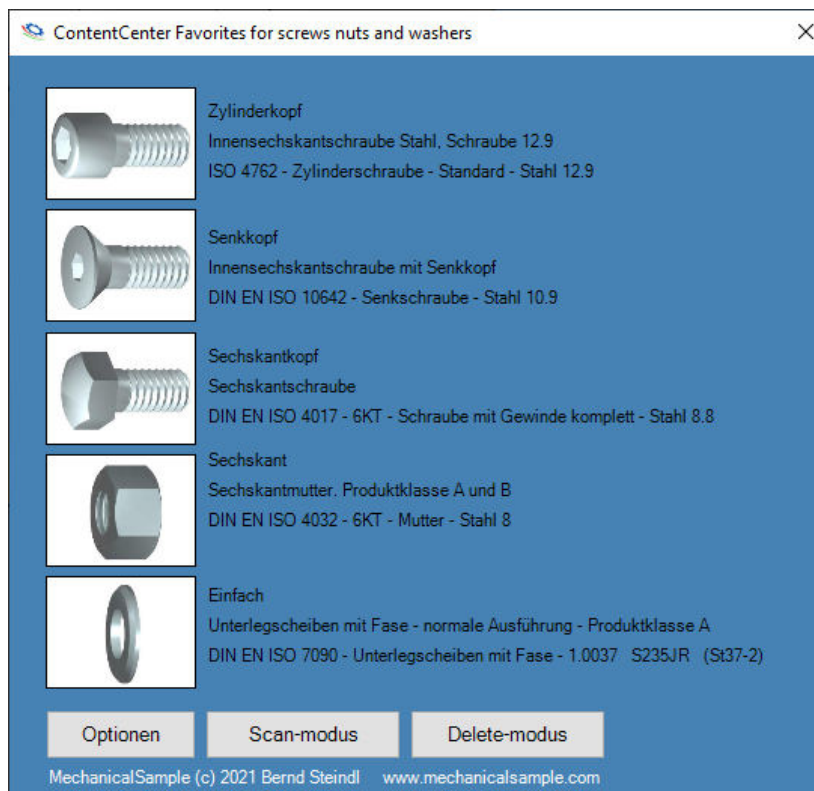 ContentCenter Favorites for screws nuts and washers
Zylinderkopf
Innensechskantschraube Stahl, Schraube 12.9
ISO 4762 - Zylinderschraube - Standard - Stahl 12.9
Senkkopf
Innensechskantschraube mit Senkkopf
DIN EN ISO 10642 - Senkschraube - Stahl 10.9
Sechskantkopf
Sechskantschraube
DIN EN ISO 4017 - 6KT - Schraube mit Gewinde komplett - Stahl 8.8
Sechskant
Sechskantmutter. Produktklasse A und B
DIN EN ISO 4032 - 6KT - Mutter - Stahl 8
Einfach
Unterlegscheiben mit Fase - normale Ausführung - Produktklasse A
DIN EN ISO 7090 - Unterlegscheiben mit Fase - 1.0037 S235JR (St37-2)
Optionen Scan-modus Delete-modus
MechanicalSample (c) 2021 Bernd Steindl www.mechanicalsample.com